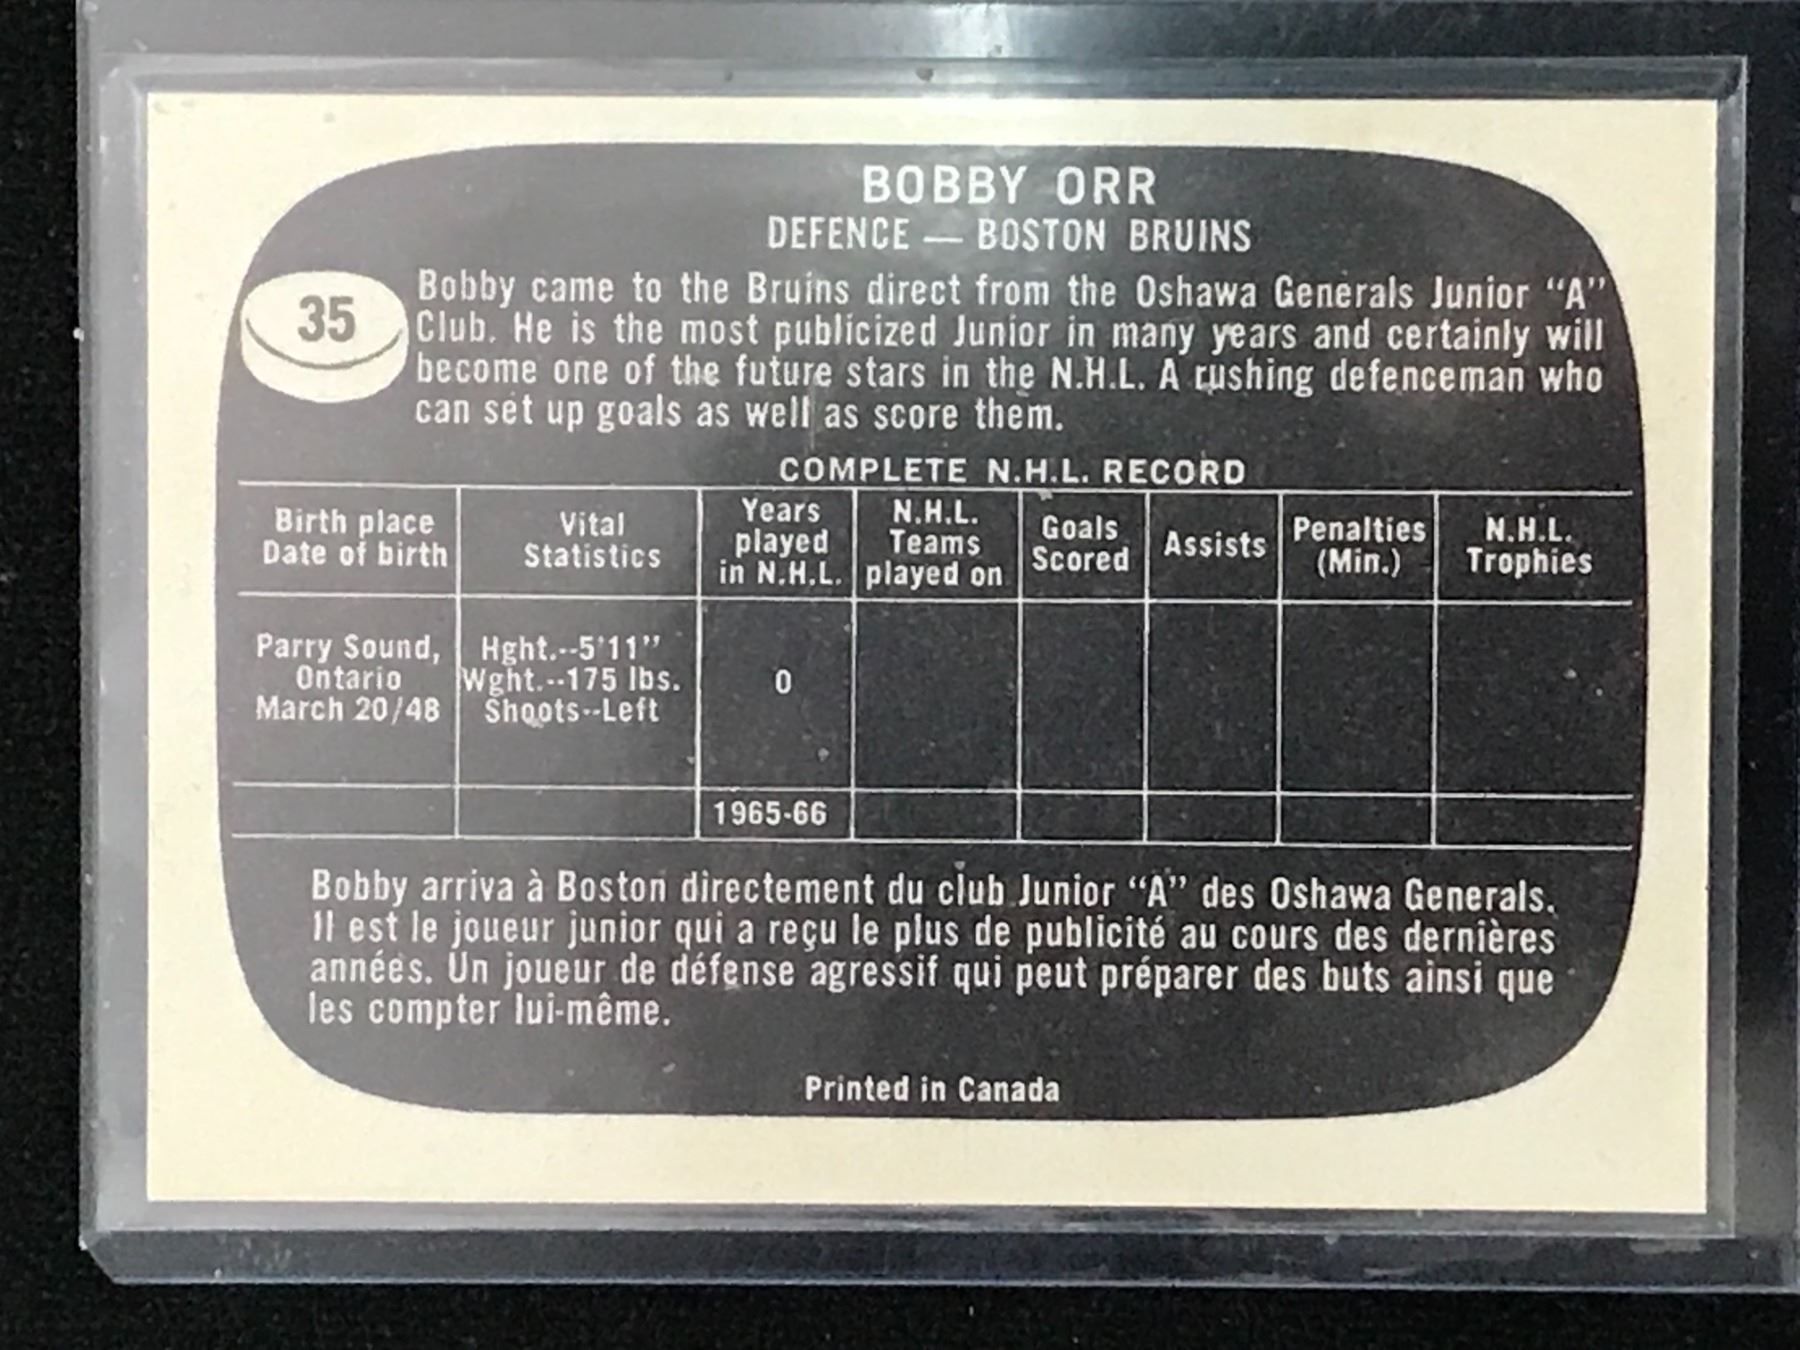 BOBBY ORR
DEFENCE — BOSTON BRUINS
35
Bobby came to the Bruins direct from the Oshawa Generals Junior “A”
Club. He is the most publicized Junior in many years and certainly will
become one of the future stars in the N.H.L. A rushing defenceman who
can set up goals as well as score them.
COMPLETE N.H.L. RECORD
Birth place
Date of birth
Vital
Statistics
Years
played
in N.H.L.
N.H.L.
Teams
played on
Goals
Scored
Assists
Penalties
(Min.)
N.H.L.
Trophies
Parry Sound,
Ontario
March 20/48
Hght.--5'11”
Wght.--175 lbs.
Shoots--Left
0
1965-66
Bobby arriva à Boston directement du club Junior “A” des Oshawa Generals.
Il est le joueur junior qui a reçu le plus de publicité au cours des dernières
années. Un joueur de défense agressif qui peut préparer des buts ainsi que
les compter lui-même.
Printed in Canada